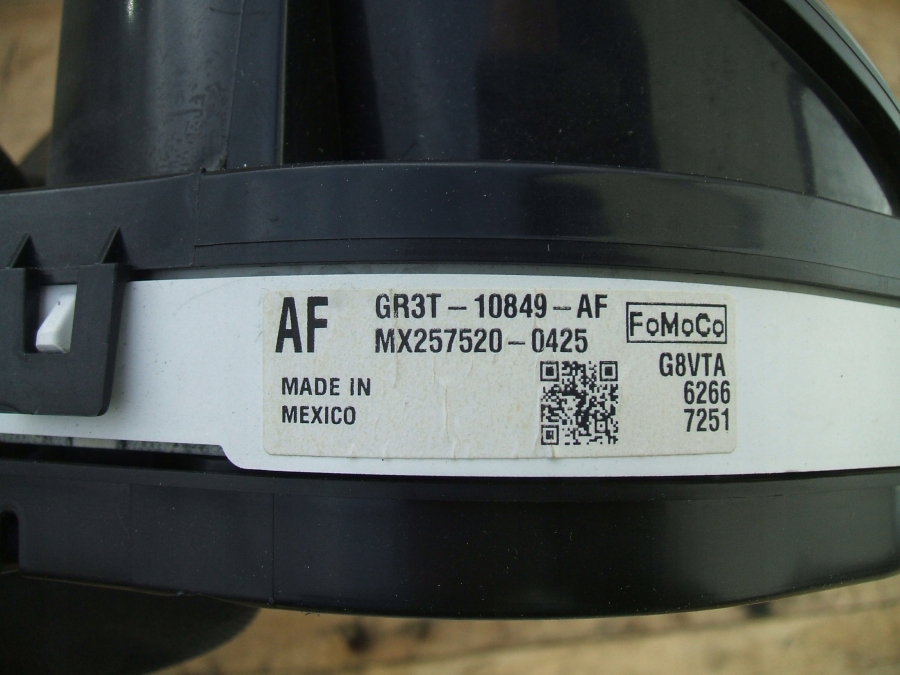 AF
GR3T-10849-AF
MX257520-0425
FoMoCo
MADE IN
MEXICO
G8VTA
6266
7251